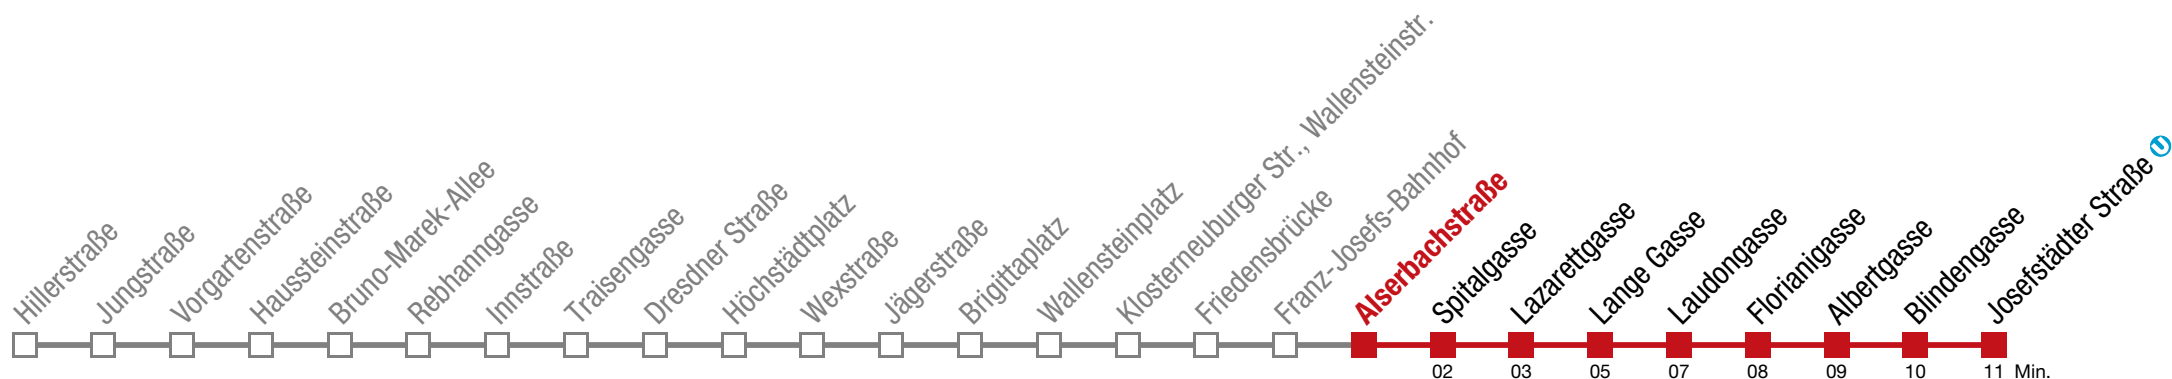 Hillerstraße
Jungstraße
Vorgartenstraße
Haussteinstraße
Bruno-Marek-Allee
Rebhanngasse
Innstraße
Traisengasse
Dresdner Straße
Höchstädtplatz
Wexstraße
Jägerstraße
Brigittaplatz
Wallensteinplatz
Klosterneuburger Str., Wallensteinstr.
Friedensbrücke
Franz-Josefs-Bahnhof
Alserbachstraße
Spitalgasse
Lazarettgasse
Lange Gasse
Laudongasse
Florianigasse
Albertgasse
Blindengasse
Josefstädter Straße U
02 03 05 07 08 09 10 11 Min.